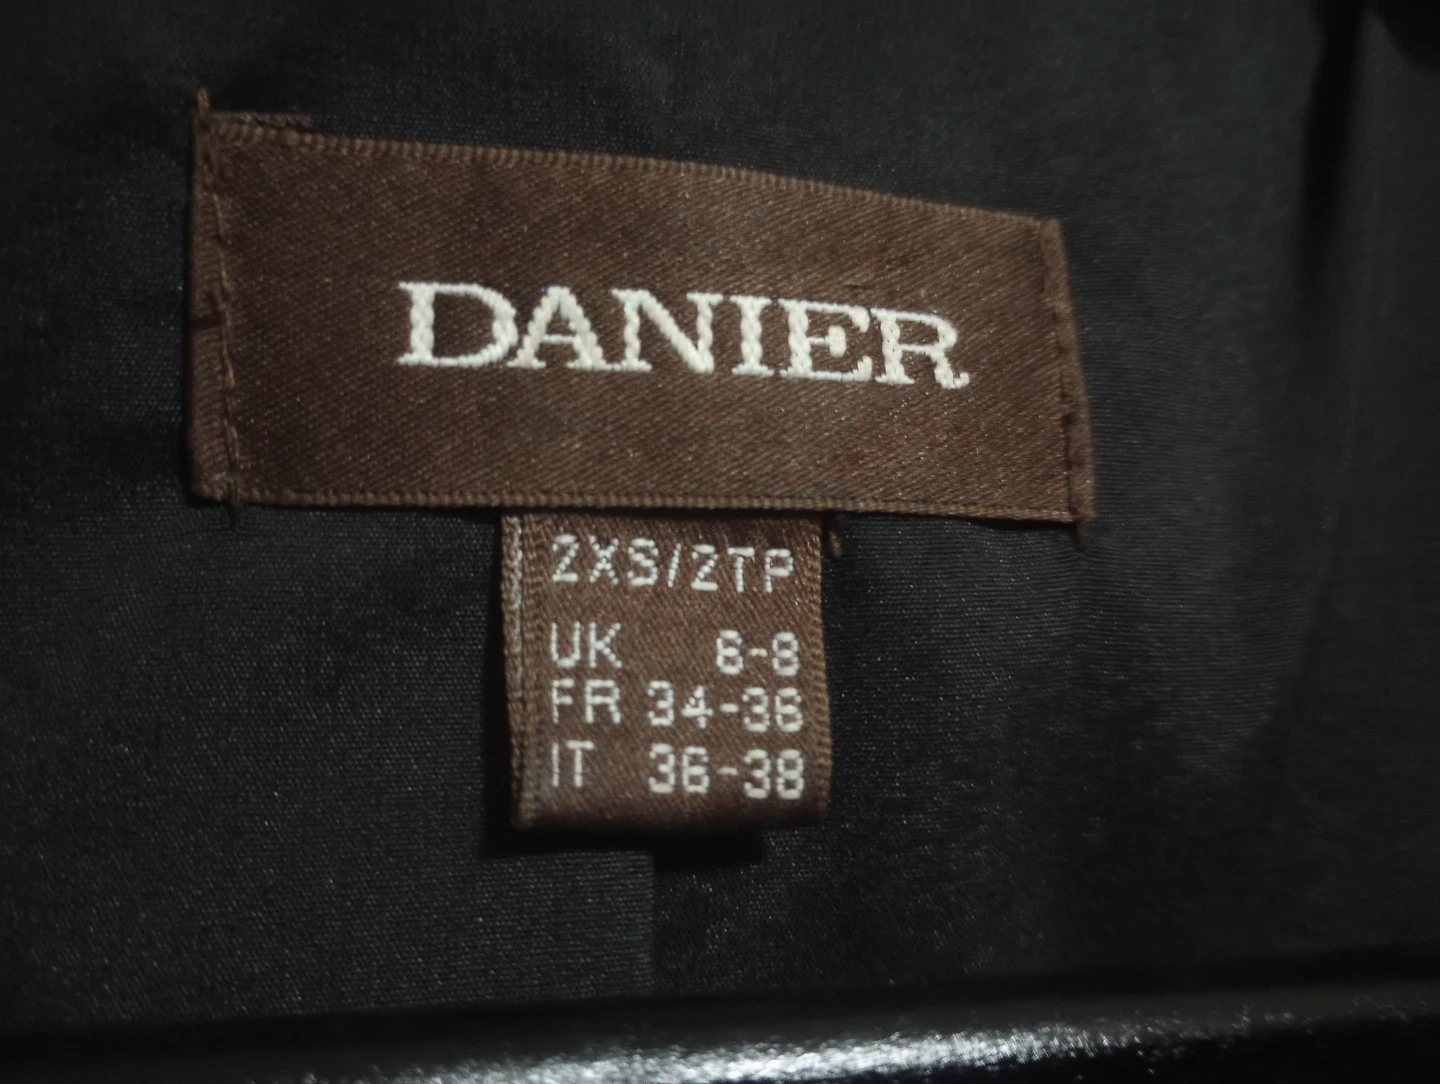 DANIER
2XS/2TP
UK 6-8
FR 34-36
IT 36-38